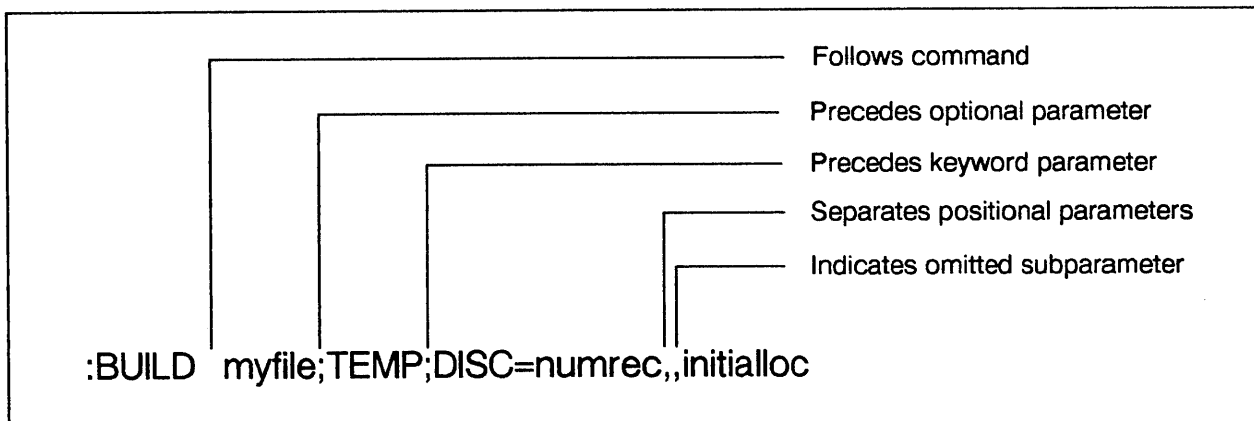 Follows command
Precedes optional parameter
Precedes keyword parameter
Separates positional parameters
Indicates omitted subparameter
:BUILD myfile;TEMP;DISC=numrec,,initialloc